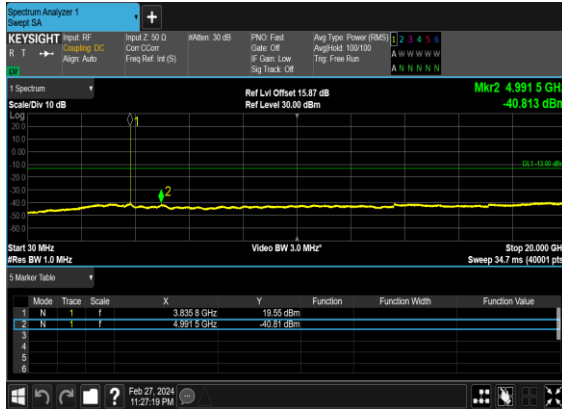 Spectrum Analyzer 1
Swept SA
+
KEYSIGHT Input: RF Input Z: 50 Ω #Atten: 30 dB PNO: Fast Avg Type: Power (RMS) 1 2 3 4 5 6
R T Coupling: DC Corr CCorr Gate: Off Avg|Hold: 100/100 A W W W W W
Align: Auto Freq Ref: Int (S) IF Gain: Low Trig: Free Run
Sig Track: Off A N N N N N
1 Spectrum Ref Lvl Offset 15.87 dB Mkr2 4.991 5 GHz
Scale/Div 10 dB Ref Level 30.00 dBm -40.813 dBm
Log
20.0
10.0
0.00
-10.0
-20.0
-30.0
-40.0
-50.0
-60.0
1
2
DL1 -13.00 dBm
Start 30 MHz Video BW 3.0 MHz* Stop 20.000 GHz
#Res BW 1.0 MHz Sweep 34.7 ms (40001 pts)
5 Marker Table
Mode Trace Scale X Y Function Function Width Function Value
1 N 1 f 3.835 8 GHz 19.55 dBm
2 N 1 f 4.991 5 GHz -40.81 dBm
3
4
5
6
? Feb 27, 2024
11:27:19 PM